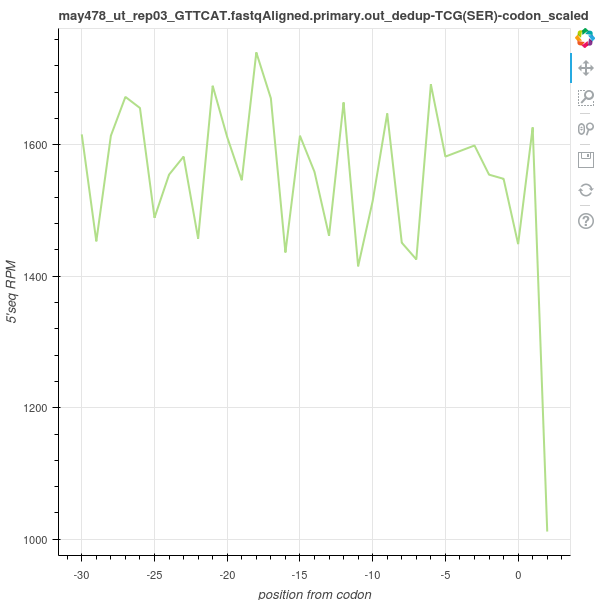 may478_ut_rep03_GTTCAT.fastqAligned.primary.out_dedup-TCG(SER)-codon_scaled
1600
1400
1200
1000
5'seq RPM
-30 -25 -20 -15 -10 -5 0
position from codon